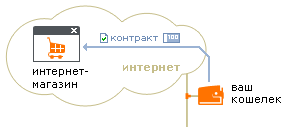 контракт 100
интернет
интернет-
магазин
ваш
кошелек